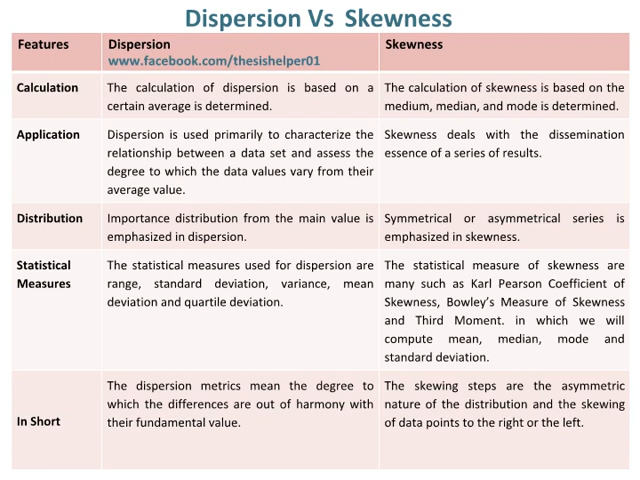 Dispersion Vs Skewness
Features
Dispersion
www.facebook.com/thesishelper01
Skewness
Calculation
The calculation of dispersion is based on a
certain average is determined.
The calculation of skewness is based on the
medium, median, and mode is determined.
Application
Dispersion is used primarily to characterize the
relationship between a data set and assess the
degree to which the data values vary from their
average value.
Skewness deals with the dissemination
essence of a series of results.
Distribution
Importance distribution from the main value is
emphasized in dispersion.
Symmetrical or asymmetrical series is
emphasized in skewness.
Statistical
Measures
The statistical measures used for dispersion are
range, standard deviation, variance, mean
deviation and quartile deviation.
The statistical measure of skewness are
many such as Karl Pearson Coefficient of
Skewness, Bowley’s Measure of Skewness
and Third Moment. in which we will
compute mean, median, mode and
standard deviation.
In Short
The dispersion metrics mean the degree to
which the differences are out of harmony with
their fundamental value.
The skewing steps are the asymmetric
nature of the distribution and the skewing
of data points to the right or the left.